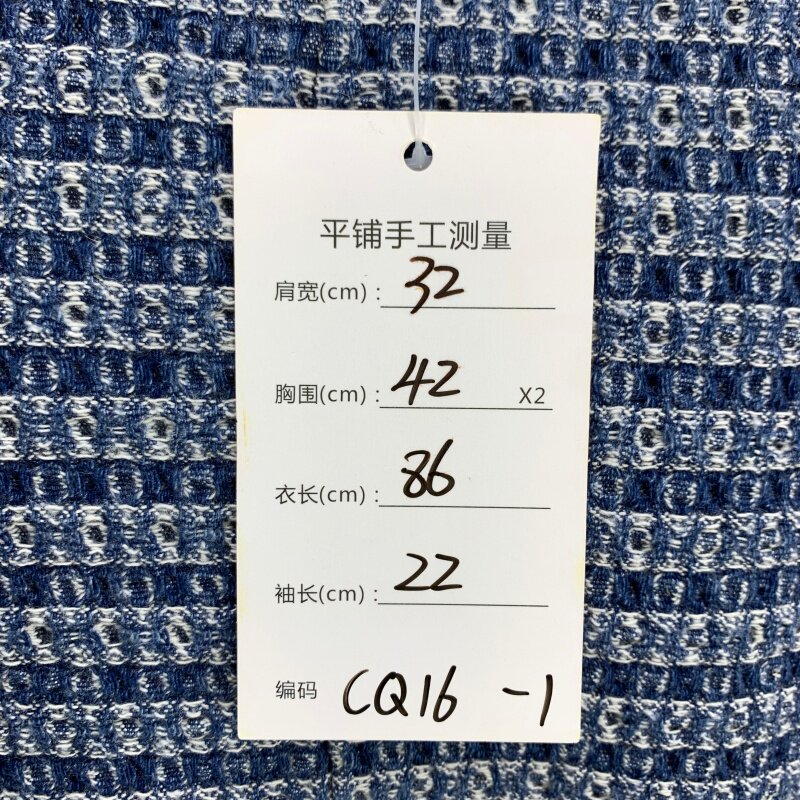 平铺手工测量
肩宽(cm)：32
胸围(cm)：42 X2
衣长(cm)：86
袖长(cm)：22
编码 CQ16 -1